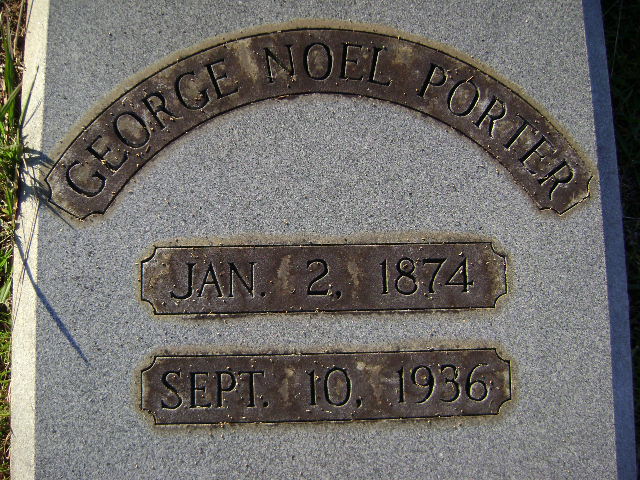 GEORGE NOEL PORTER
JAN. 2, 1874
SEPT. 10, 1936